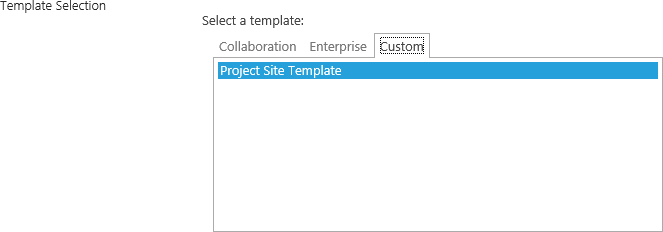 Template Selection
Select a template:
Collaboration Enterprise Custom
Project Site Template